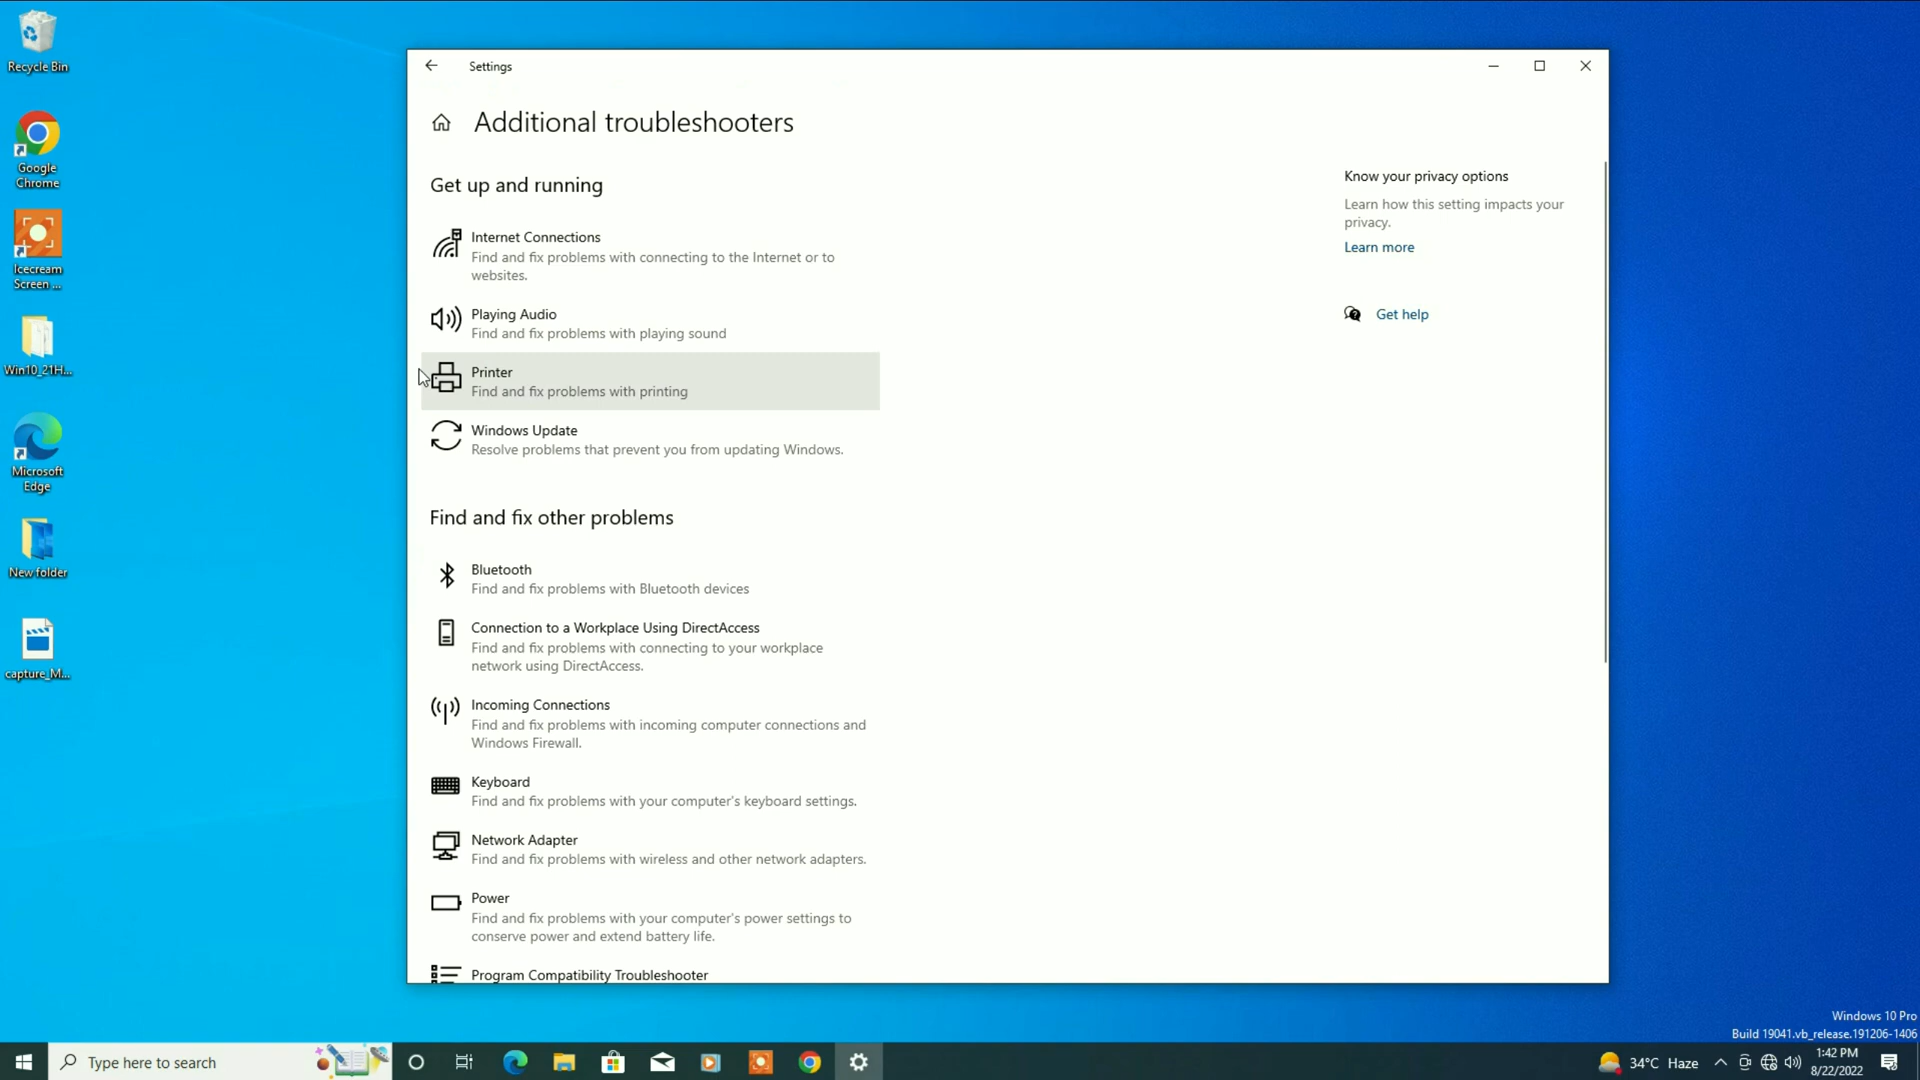 Recycle Bin
Google
Chrome
Icecream
Screen ...
Win10_21H...
Microsoft
Edge
New folder
capture_M...
Settings
Additional troubleshooters
Get up and running
Internet Connections
Find and fix problems with connecting to the Internet or to
websites.
Playing Audio
Find and fix problems with playing sound
Printer
Find and fix problems with printing
Windows Update
Resolve problems that prevent you from updating Windows.
Find and fix other problems
Bluetooth
Find and fix problems with Bluetooth devices
Connection to a Workplace Using DirectAccess
Find and fix problems with connecting to your workplace
network using DirectAccess.
Incoming Connections
Find and fix problems with incoming computer connections and
Windows Firewall.
Keyboard
Find and fix problems with your computer's keyboard settings.
Network Adapter
Find and fix problems with wireless and other network adapters.
Power
Find and fix problems with your computer's power settings to
conserve power and extend battery life.
Program Compatibility Troubleshooter
Know your privacy options
Learn how this setting impacts your
privacy.
Learn more
Get help
Windows 10 Pro
Build 19041.vb_release.191206-1406
Type here to search
34°C Haze
1:42 PM
8/22/2022